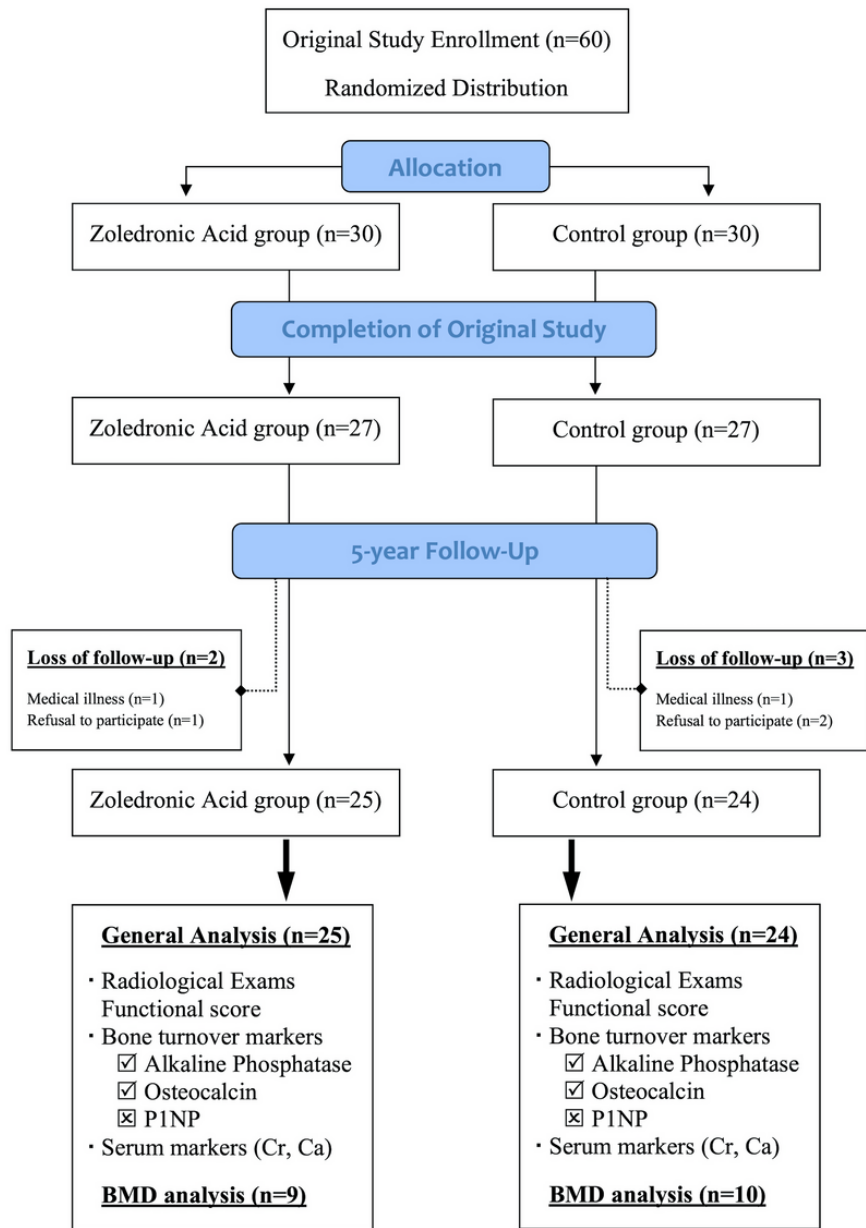 Original Study Enrollment (n=60)
Randomized Distribution
Allocation
Zoledronic Acid group (n=30)
Control group (n=30)
Completion of Original Study
Zoledronic Acid group (n=27)
Control group (n=27)
5-year Follow-Up
Loss of follow-up (n=2)
Medical illness (n=1)
Refusal to participate (n=1)
Loss of follow-up (n=3)
Medical illness (n=1)
Refusal to participate (n=2)
Zoledronic Acid group (n=25)
Control group (n=24)
General Analysis (n=25)
· Radiological Exams
Functional score
· Bone turnover markers
☑ Alkaline Phosphatase
☑ Osteocalcin
☒ P1NP
· Serum markers (Cr, Ca)
BMD analysis (n=9)
General Analysis (n=24)
· Radiological Exams
Functional score
· Bone turnover markers
☑ Alkaline Phosphatase
☑ Osteocalcin
☒ P1NP
· Serum markers (Cr, Ca)
BMD analysis (n=10)